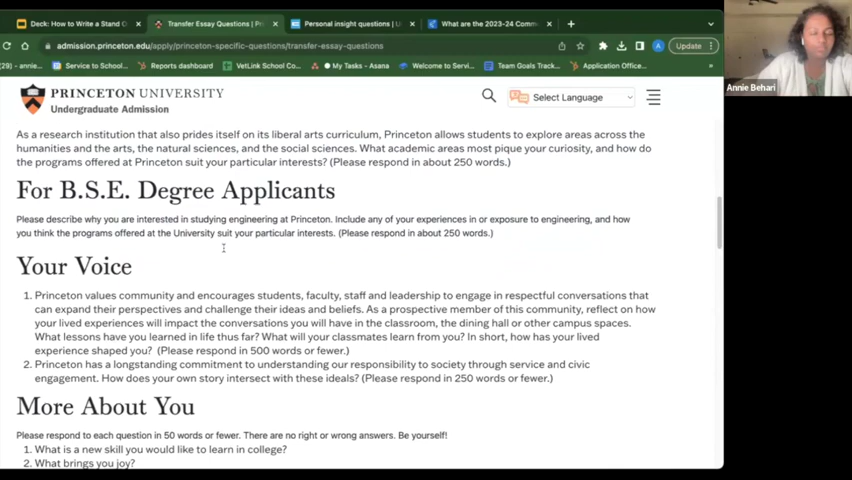 Deck: How to Write a Stand O
Transfer Essay Questions | Pri
Personal insight questions | U
What are the 2023-24 Comm
admission.princeton.edu/apply/princeton-specific-questions/transfer-essay-questions
A
Update
(29) – annie...
Service to School...
Reports dashboard
VetLink School Co...
My Tasks - Asana
Welcome to Servi...
Team Goals Track...
Application Office...
Annie Behari
PRINCETON UNIVERSITY
Undergraduate Admission
Select Language
As a research institution that also prides itself on its liberal arts curriculum, Princeton allows students to explore areas across the
humanities and the arts, the natural sciences, and the social sciences. What academic areas most pique your curiosity, and how do
the programs offered at Princeton suit your particular interests? (Please respond in about 250 words.)
For B.S.E. Degree Applicants
Please describe why you are interested in studying engineering at Princeton. Include any of your experiences in or exposure to engineering, and how
you think the programs offered at the University suit your particular interests. (Please respond in about 250 words.)
Your Voice
1. Princeton values community and encourages students, faculty, staff and leadership to engage in respectful conversations that
can expand their perspectives and challenge their ideas and beliefs. As a prospective member of this community, reflect on how
your lived experiences will impact the conversations you will have in the classroom, the dining hall or other campus spaces.
What lessons have you learned in life thus far? What will your classmates learn from you? In short, how has your lived
experience shaped you? (Please respond in 500 words or fewer.)
2. Princeton has a longstanding commitment to understanding our responsibility to society through service and civic
engagement. How does your own story intersect with these ideals? (Please respond in 250 words or fewer.)
More About You
Please respond to each question in 50 words or fewer. There are no right or wrong answers. Be yourself!
1. What is a new skill you would like to learn in college?
2. What brings you joy?